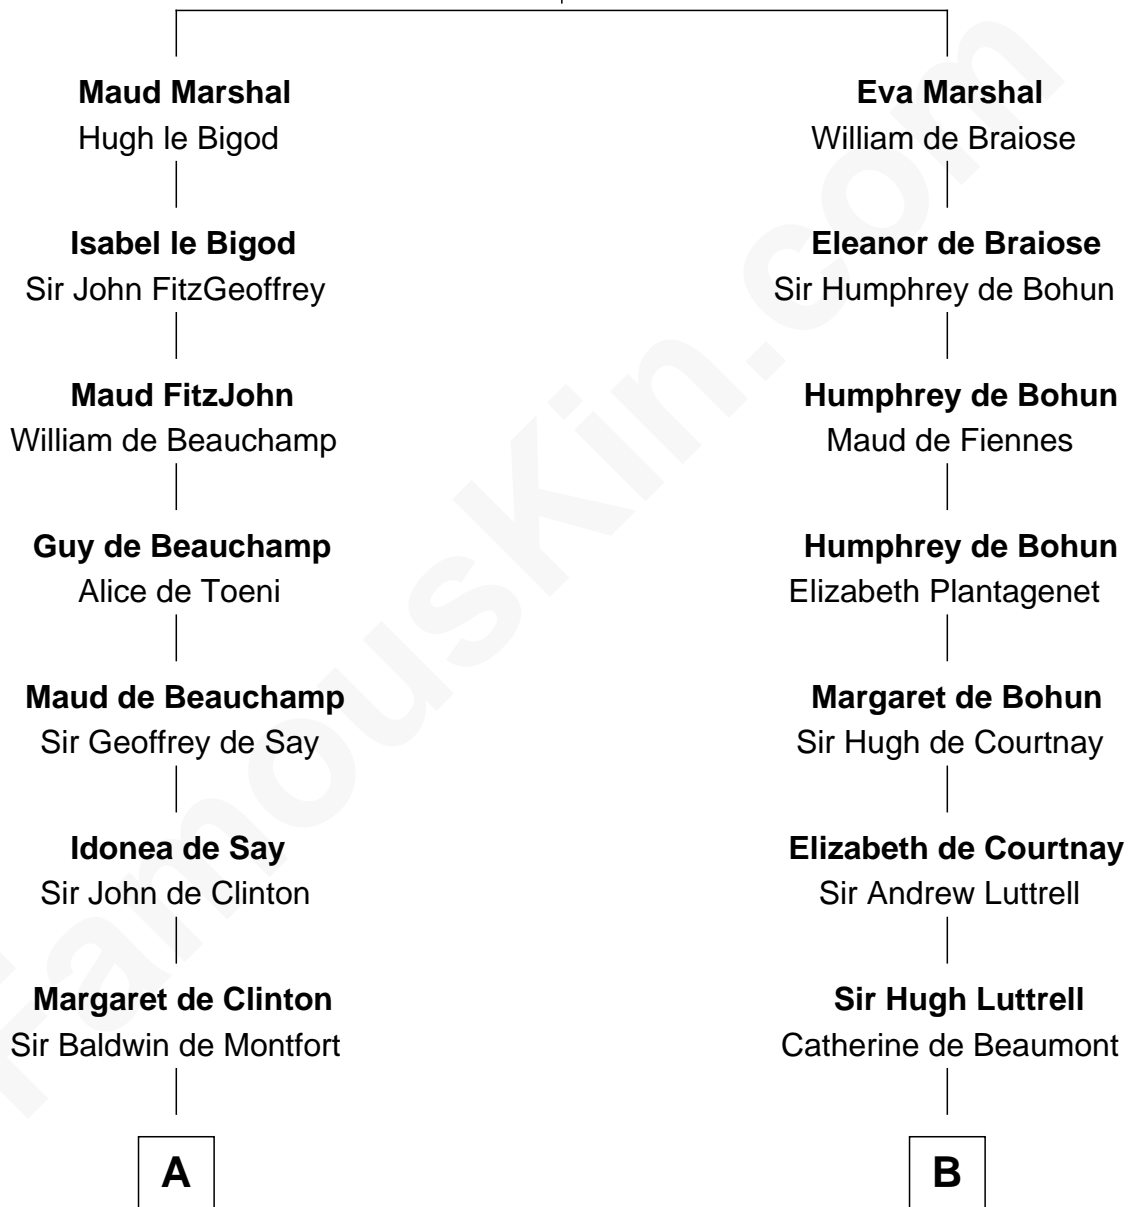 Maud Marshal
Hugh le Bigod
Isabel le Bigod
Sir John FitzGeoffrey
Maud FitzJohn
William de Beauchamp
Guy de Beauchamp
Alice de Toeni
Maud de Beauchamp
Sir Geoffrey de Say
Idonea de Say
Sir John de Clinton
Margaret de Clinton
Sir Baldwin de Montfort
A
Eva Marshal
William de Braiose
Eleanor de Braiose
Sir Humphrey de Bohun
Humphrey de Bohun
Maud de Fiennes
Humphrey de Bohun
Elizabeth Plantagenet
Margaret de Bohun
Sir Hugh de Courtnay
Elizabeth de Courtnay
Sir Andrew Luttrell
Sir Hugh Luttrell
Catherine de Beaumont
B
FamousKin.com